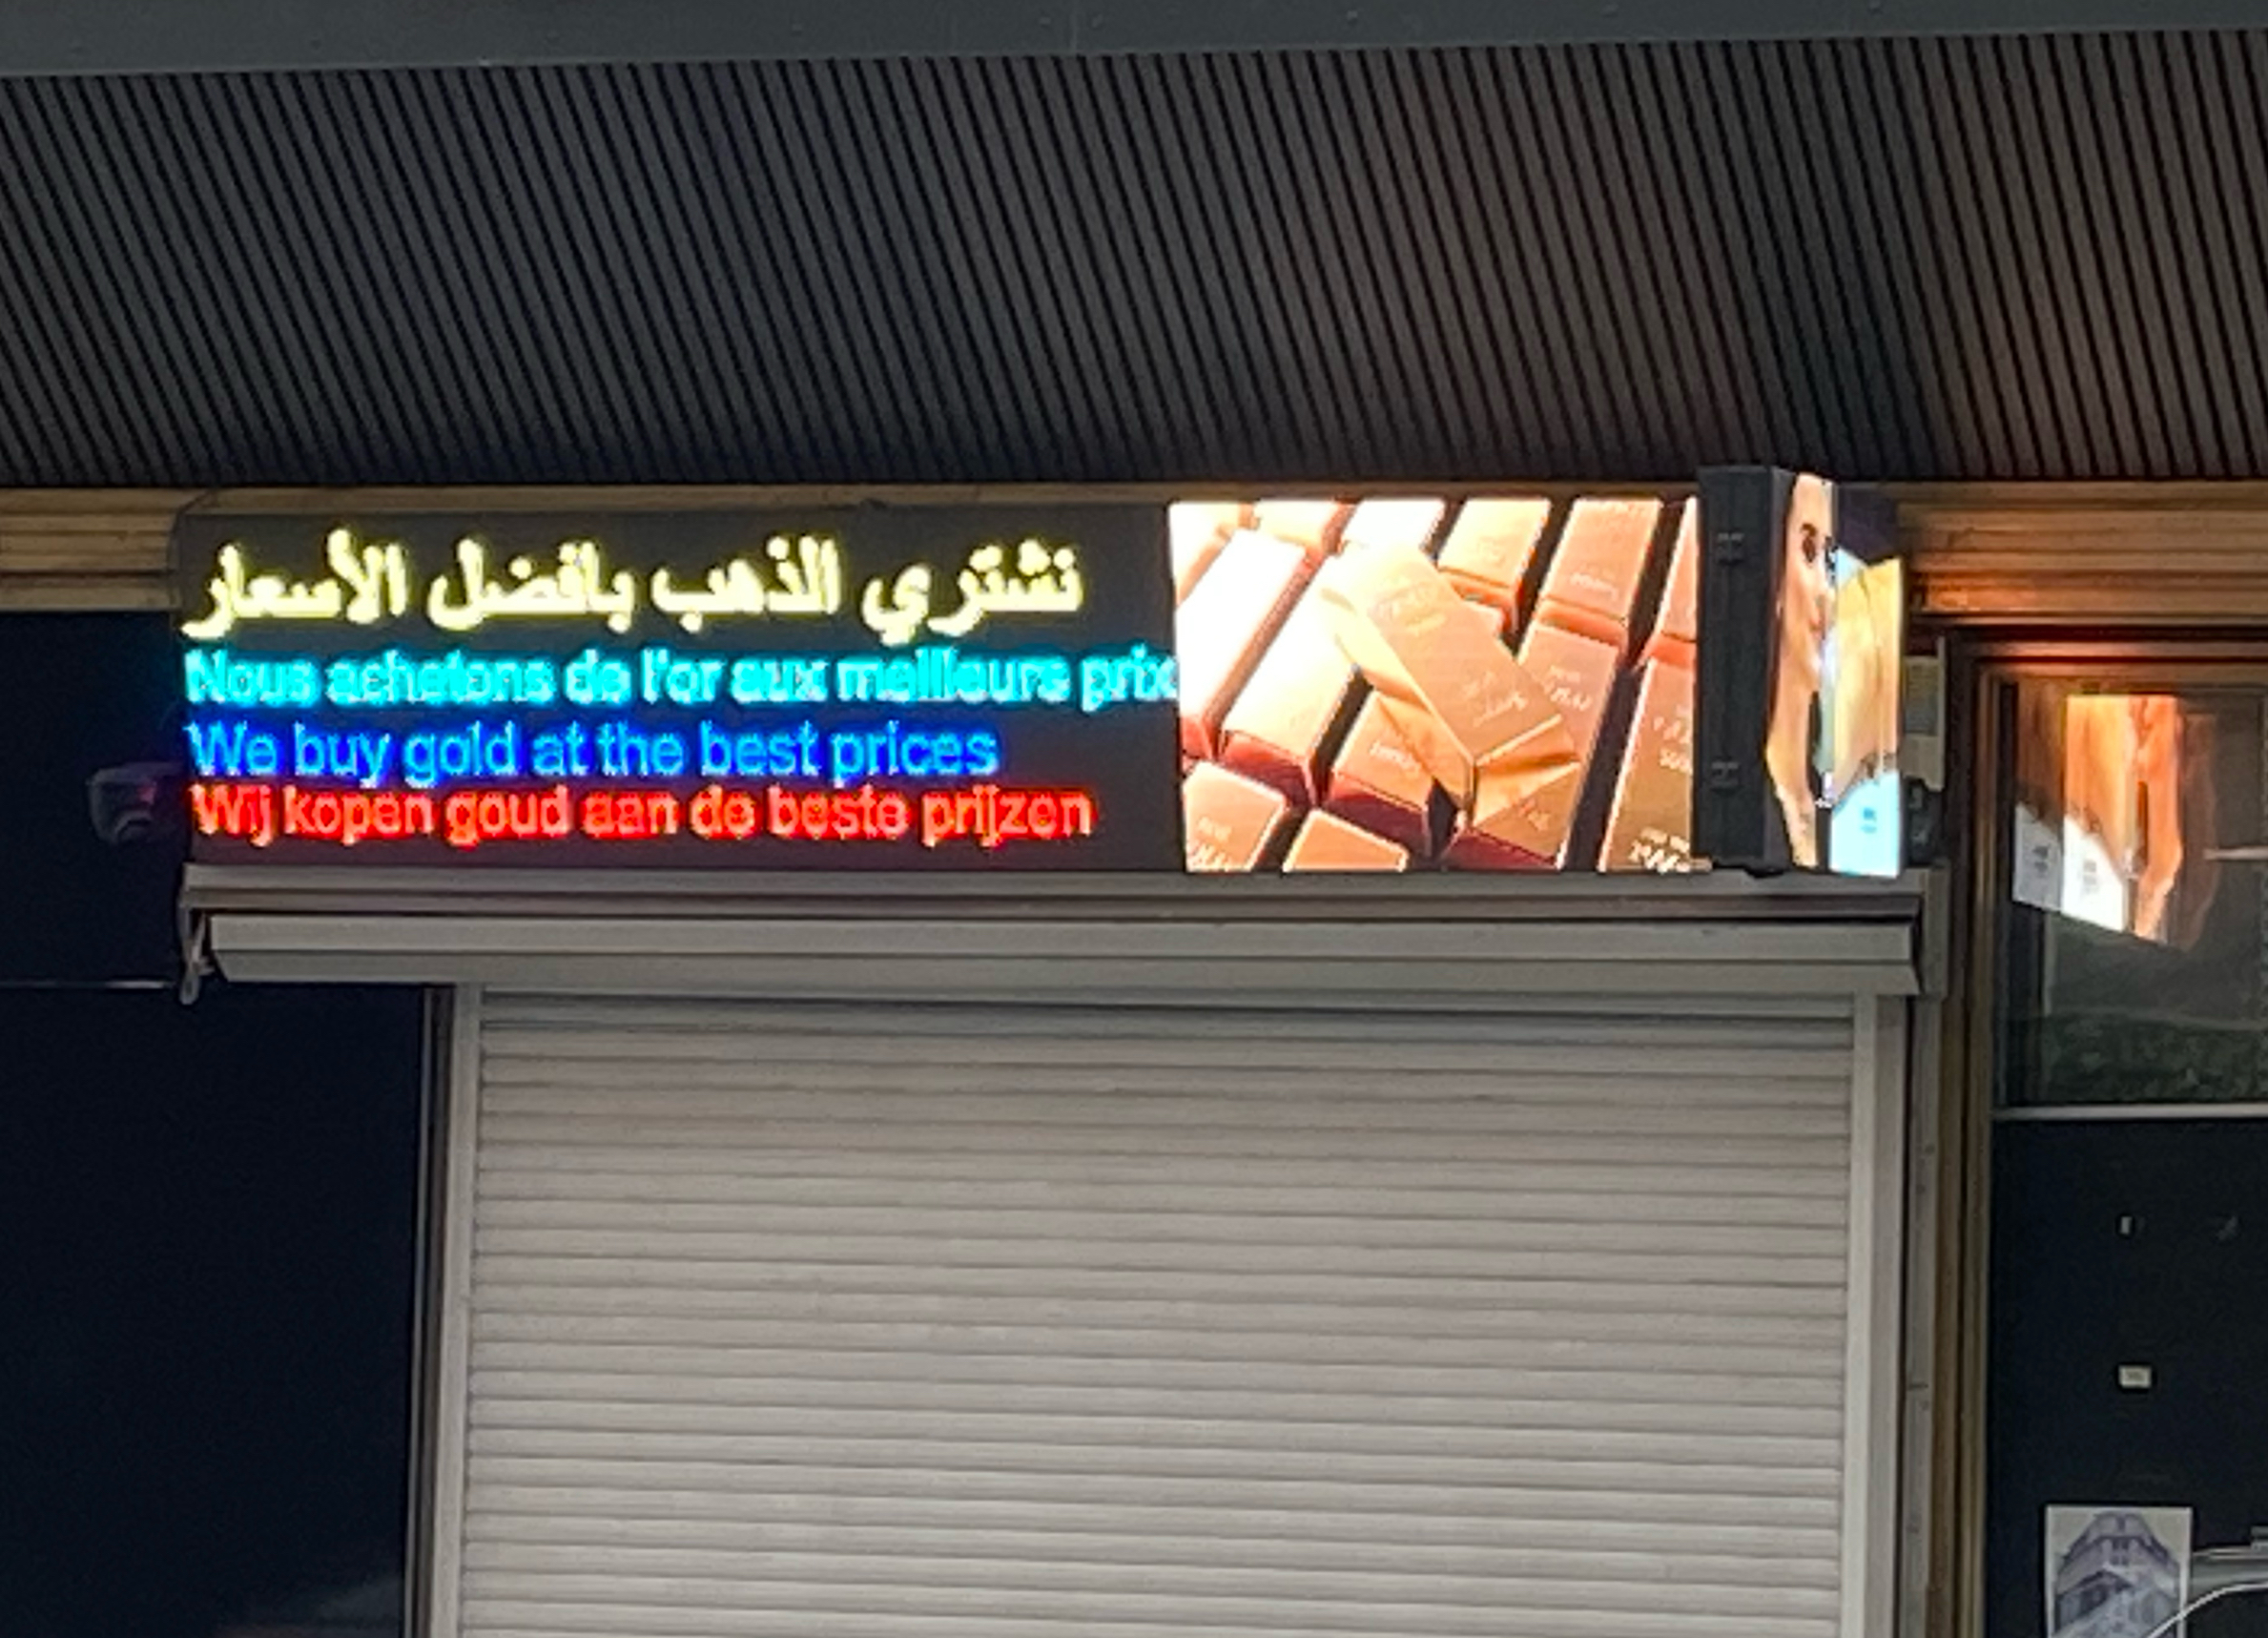 نشتري الذهب بافضل الأسعار
Nous achetons de l'or aux meilleurs prix
We buy gold at the best prices
Wij kopen goud aan de beste prijzen